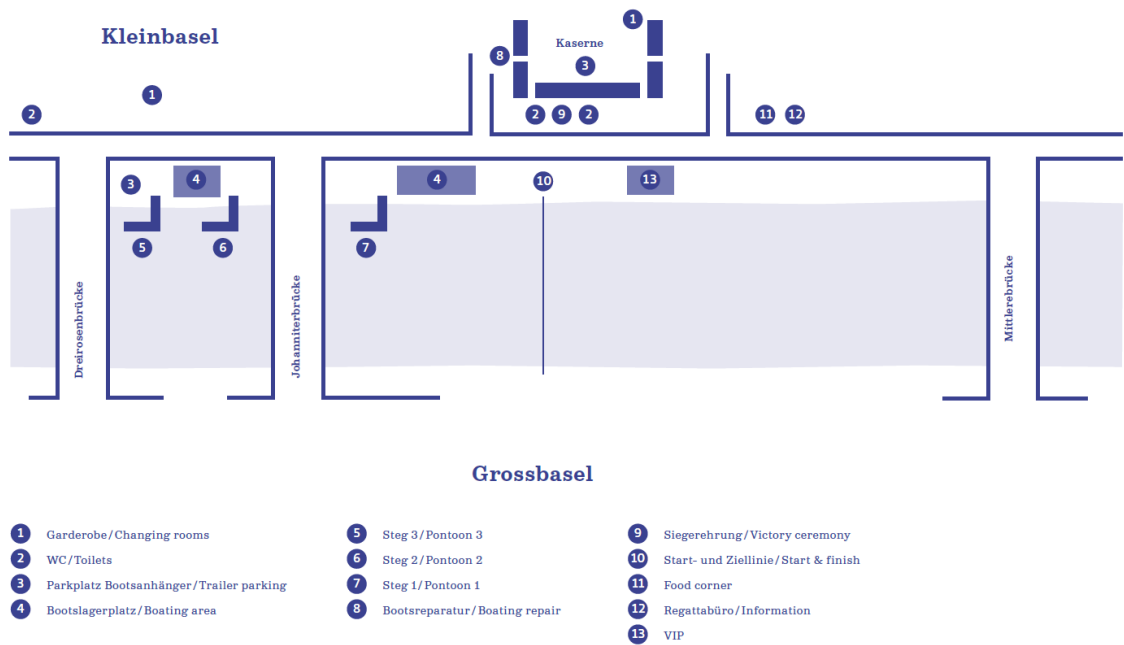 Kleinbasel
1
8
Kaserne
3
1
2
2
9
2
11
12
3
4
4
10
13
5
6
7
Dreirosenbrücke
Johanniterbrücke
Mittlerebrücke
Grossbasel
1 Garderobe/Changing rooms
2 WC/Toilets
3 Parkplatz Bootsanhänger/Trailer parking
4 Bootslagerplatz/Boating area
5 Steg 3/Pontoon 3
6 Steg 2/Pontoon 2
7 Steg 1/Pontoon 1
8 Bootsreparatur/Boating repair
9 Siegerehrung/Victory ceremony
10 Start- und Ziellinie/Start & finish
11 Food corner
12 Regattabüro/Information
13 VIP